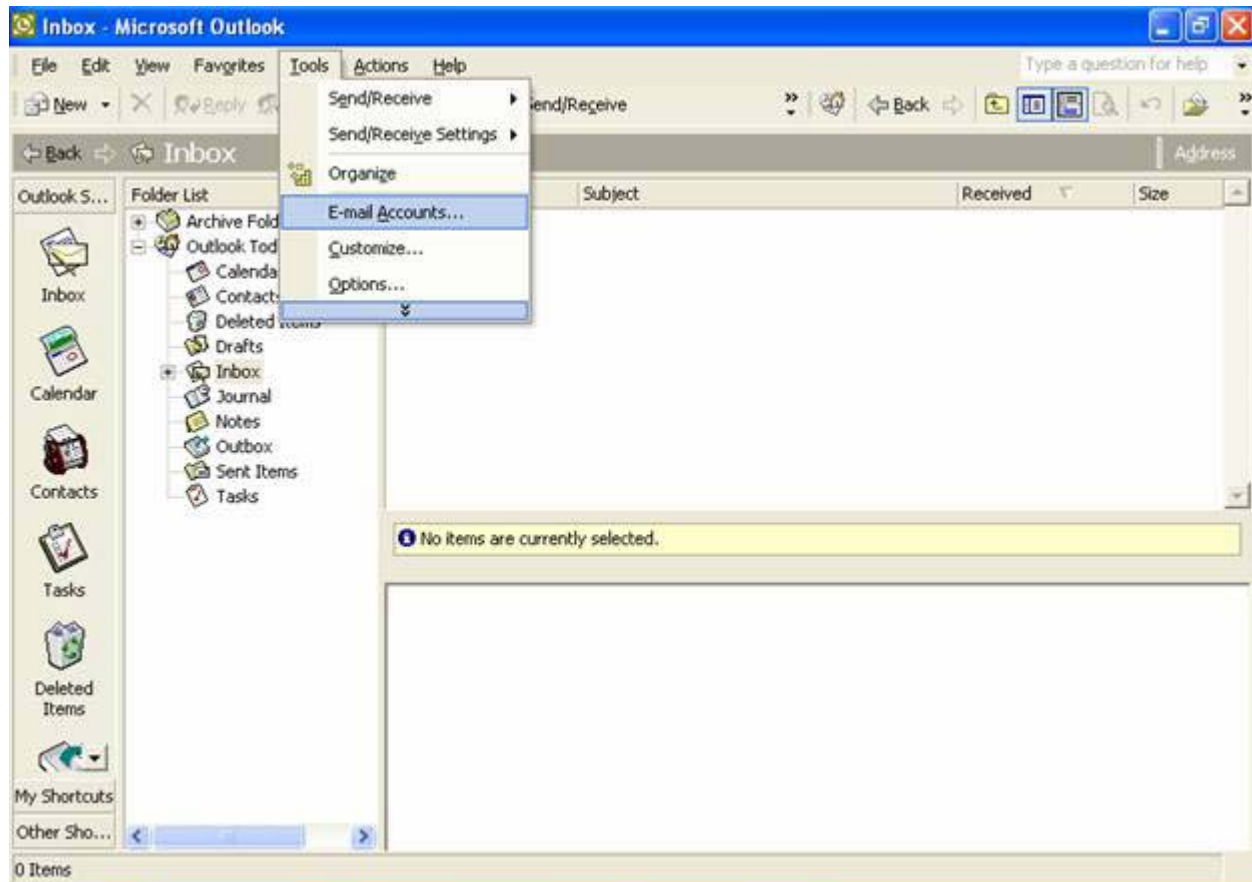 Inbox - Microsoft Outlook
File Edit View Favorites Tools Actions Help Type a question for help
New Reply Send/Receive Back
Back Inbox Address
Send/Receive
Send/Receive Settings
Organize
E-mail Accounts...
Customize...
Options...
Outlook S...
Inbox
Calendar
Contacts
Tasks
Deleted
Items
My Shortcuts
Other Sho...
Folder List
Archive Fold
Outlook Tod
Calenda
Contact
Deleted Items
Drafts
Inbox
Journal
Notes
Outbox
Sent Items
Tasks
Subject Received Size
No items are currently selected.
0 Items